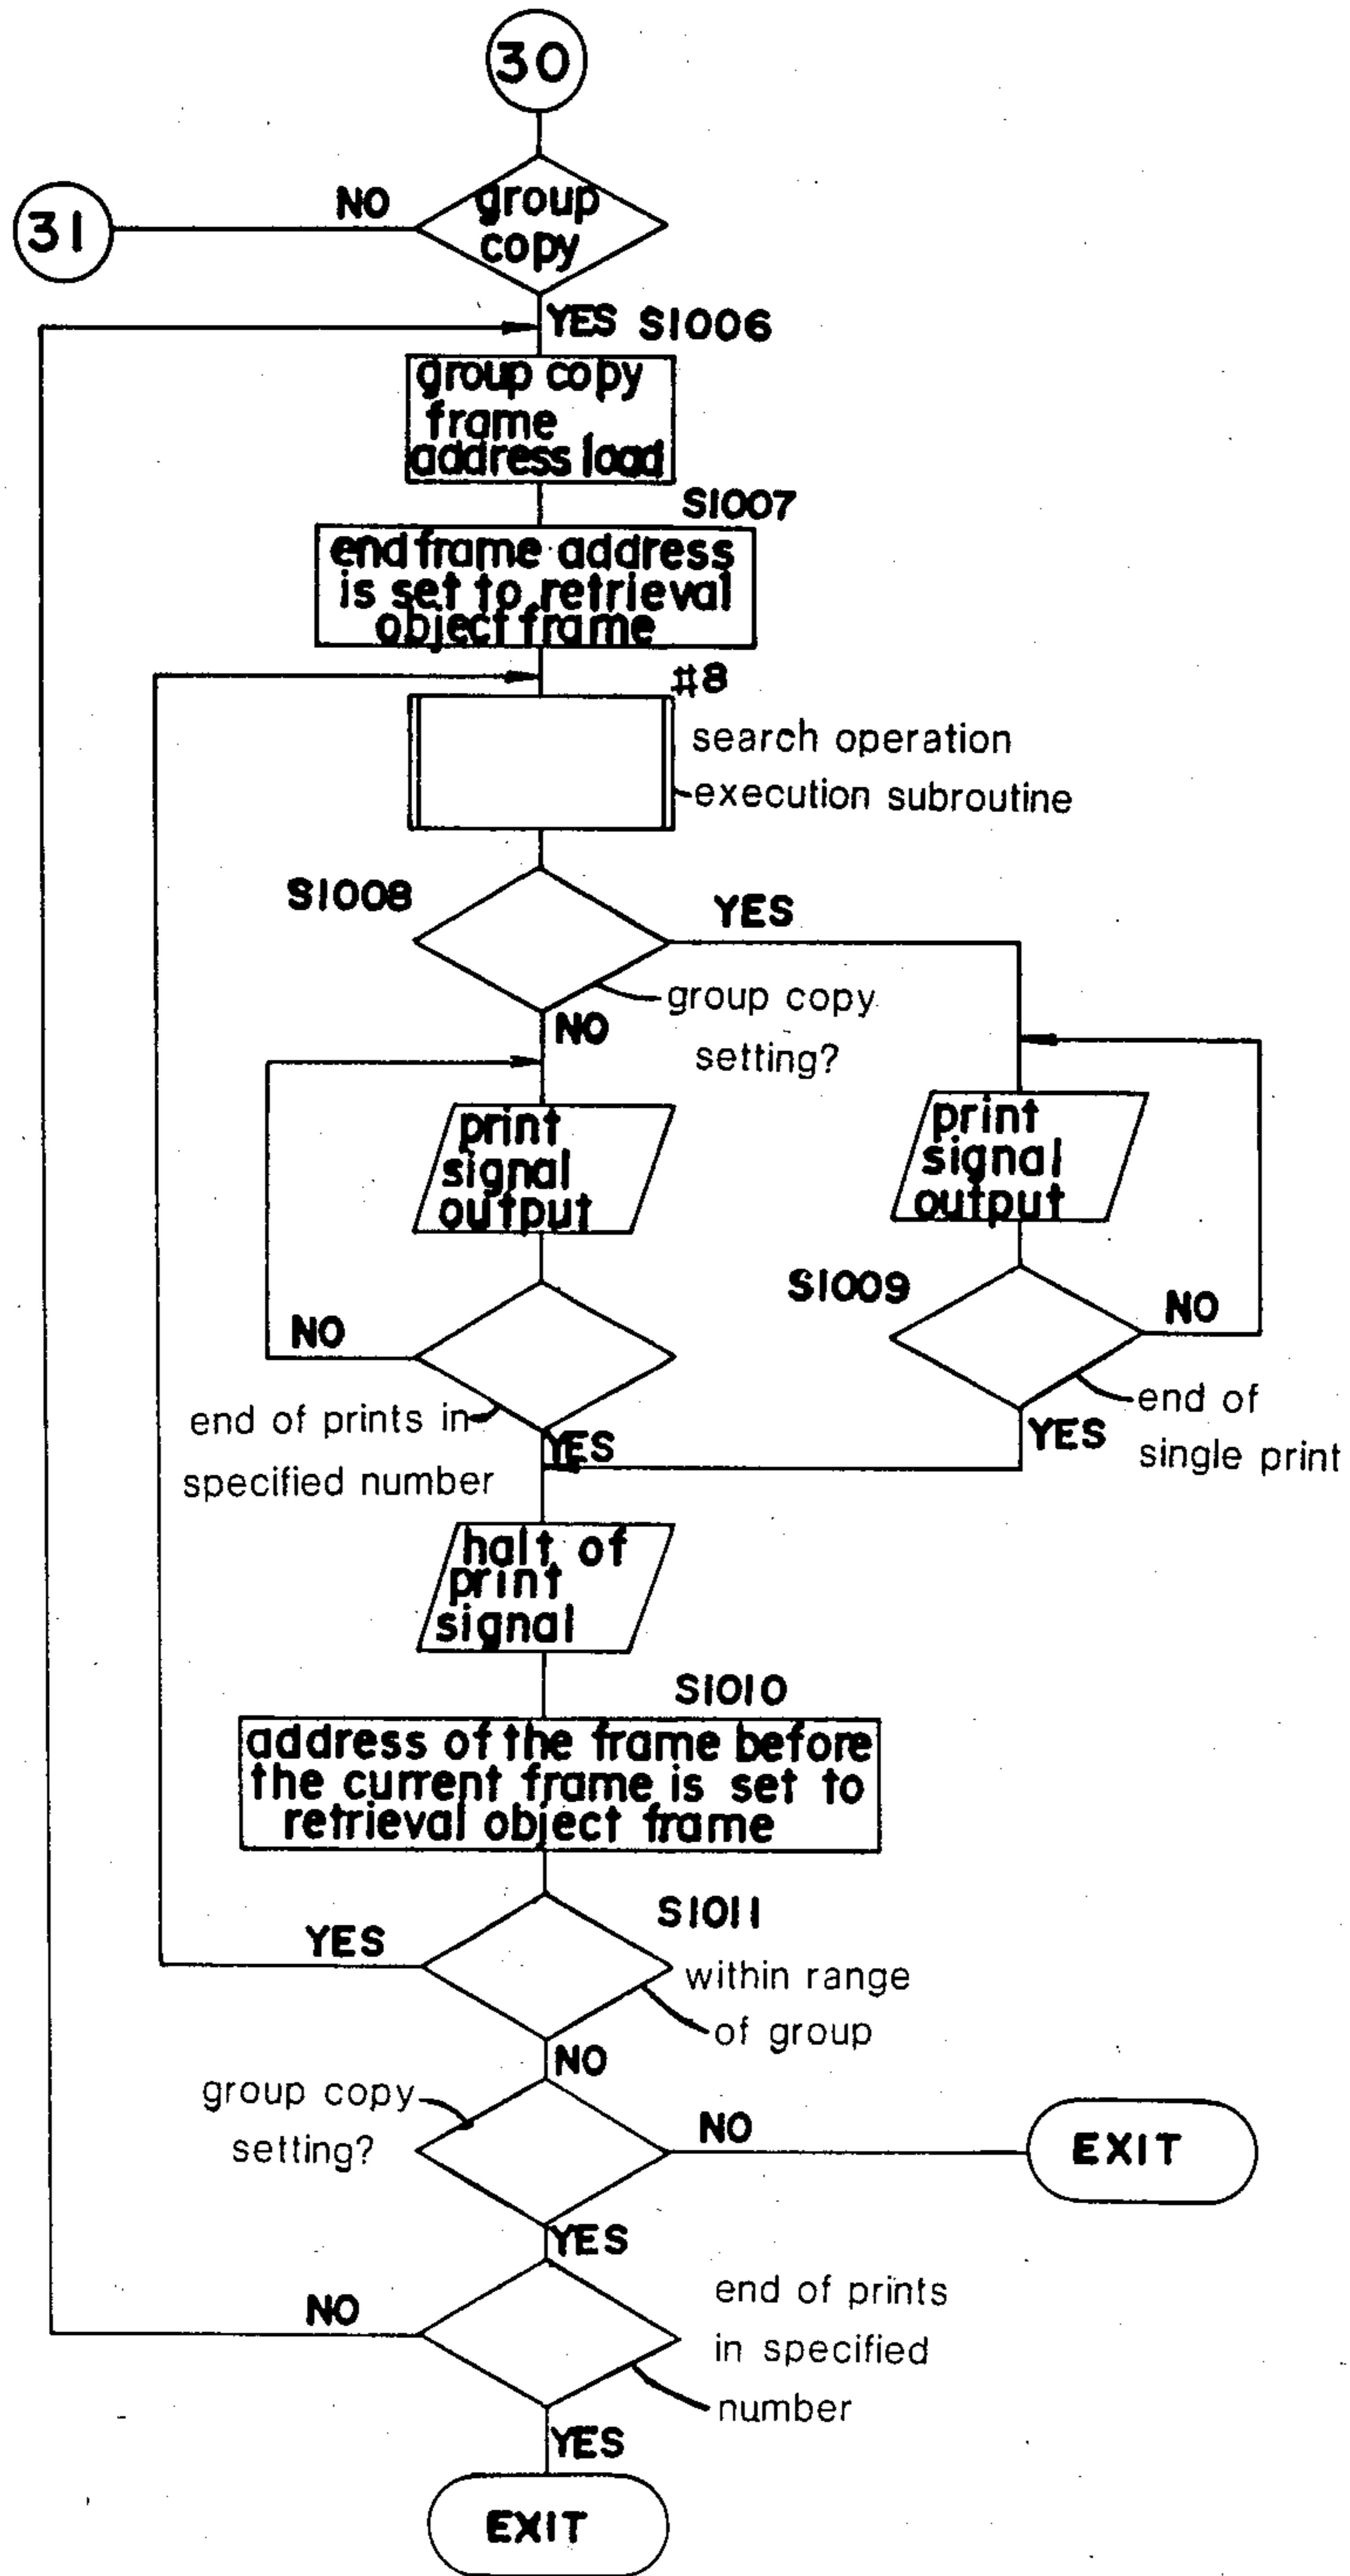 30
31
NO
group
copy
YES S1006
group copy
frame
address load
S1007
end frame address
is set to retrieval
object frame
#8
search operation
execution subroutine
S1008
YES
group copy
setting?
NO
print
signal
output
print
signal
output
S1009
NO
NO
end of prints in
specified number
YES
end of
single print
YES
halt of
print
signal
S1010
address of the frame before
the current frame is set to
retrieval object frame
S1011
YES
within range
of group
NO
group copy
setting?
NO
EXIT
YES
NO
end of prints
in specified
number
YES
EXIT